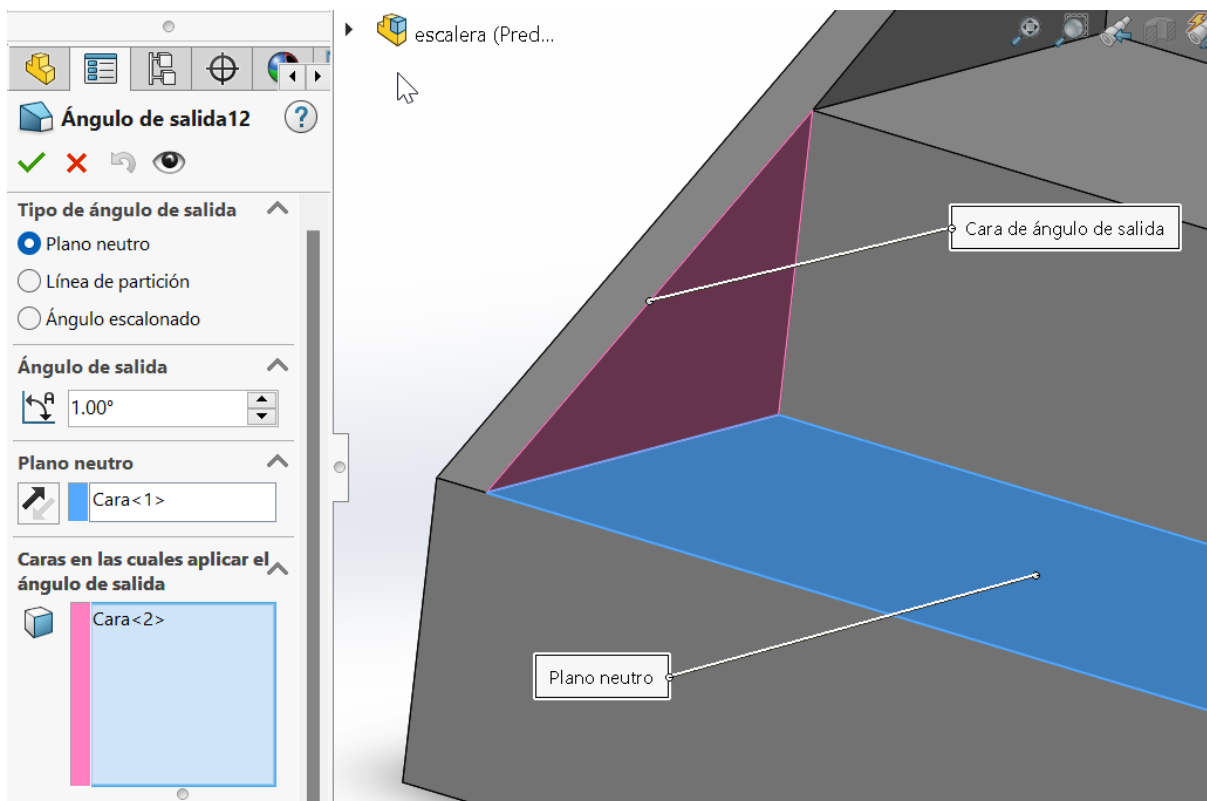 escalera (Pred...
Ángulo de salida12
?
Tipo de ángulo de salida
Plano neutro
Línea de partición
Ángulo escalonado
Ángulo de salida
A
1.00°
Plano neutro
Cara<1>
Caras en las cuales aplicar el
ángulo de salida
Cara<2>
Cara de ángulo de salida
Plano neutro